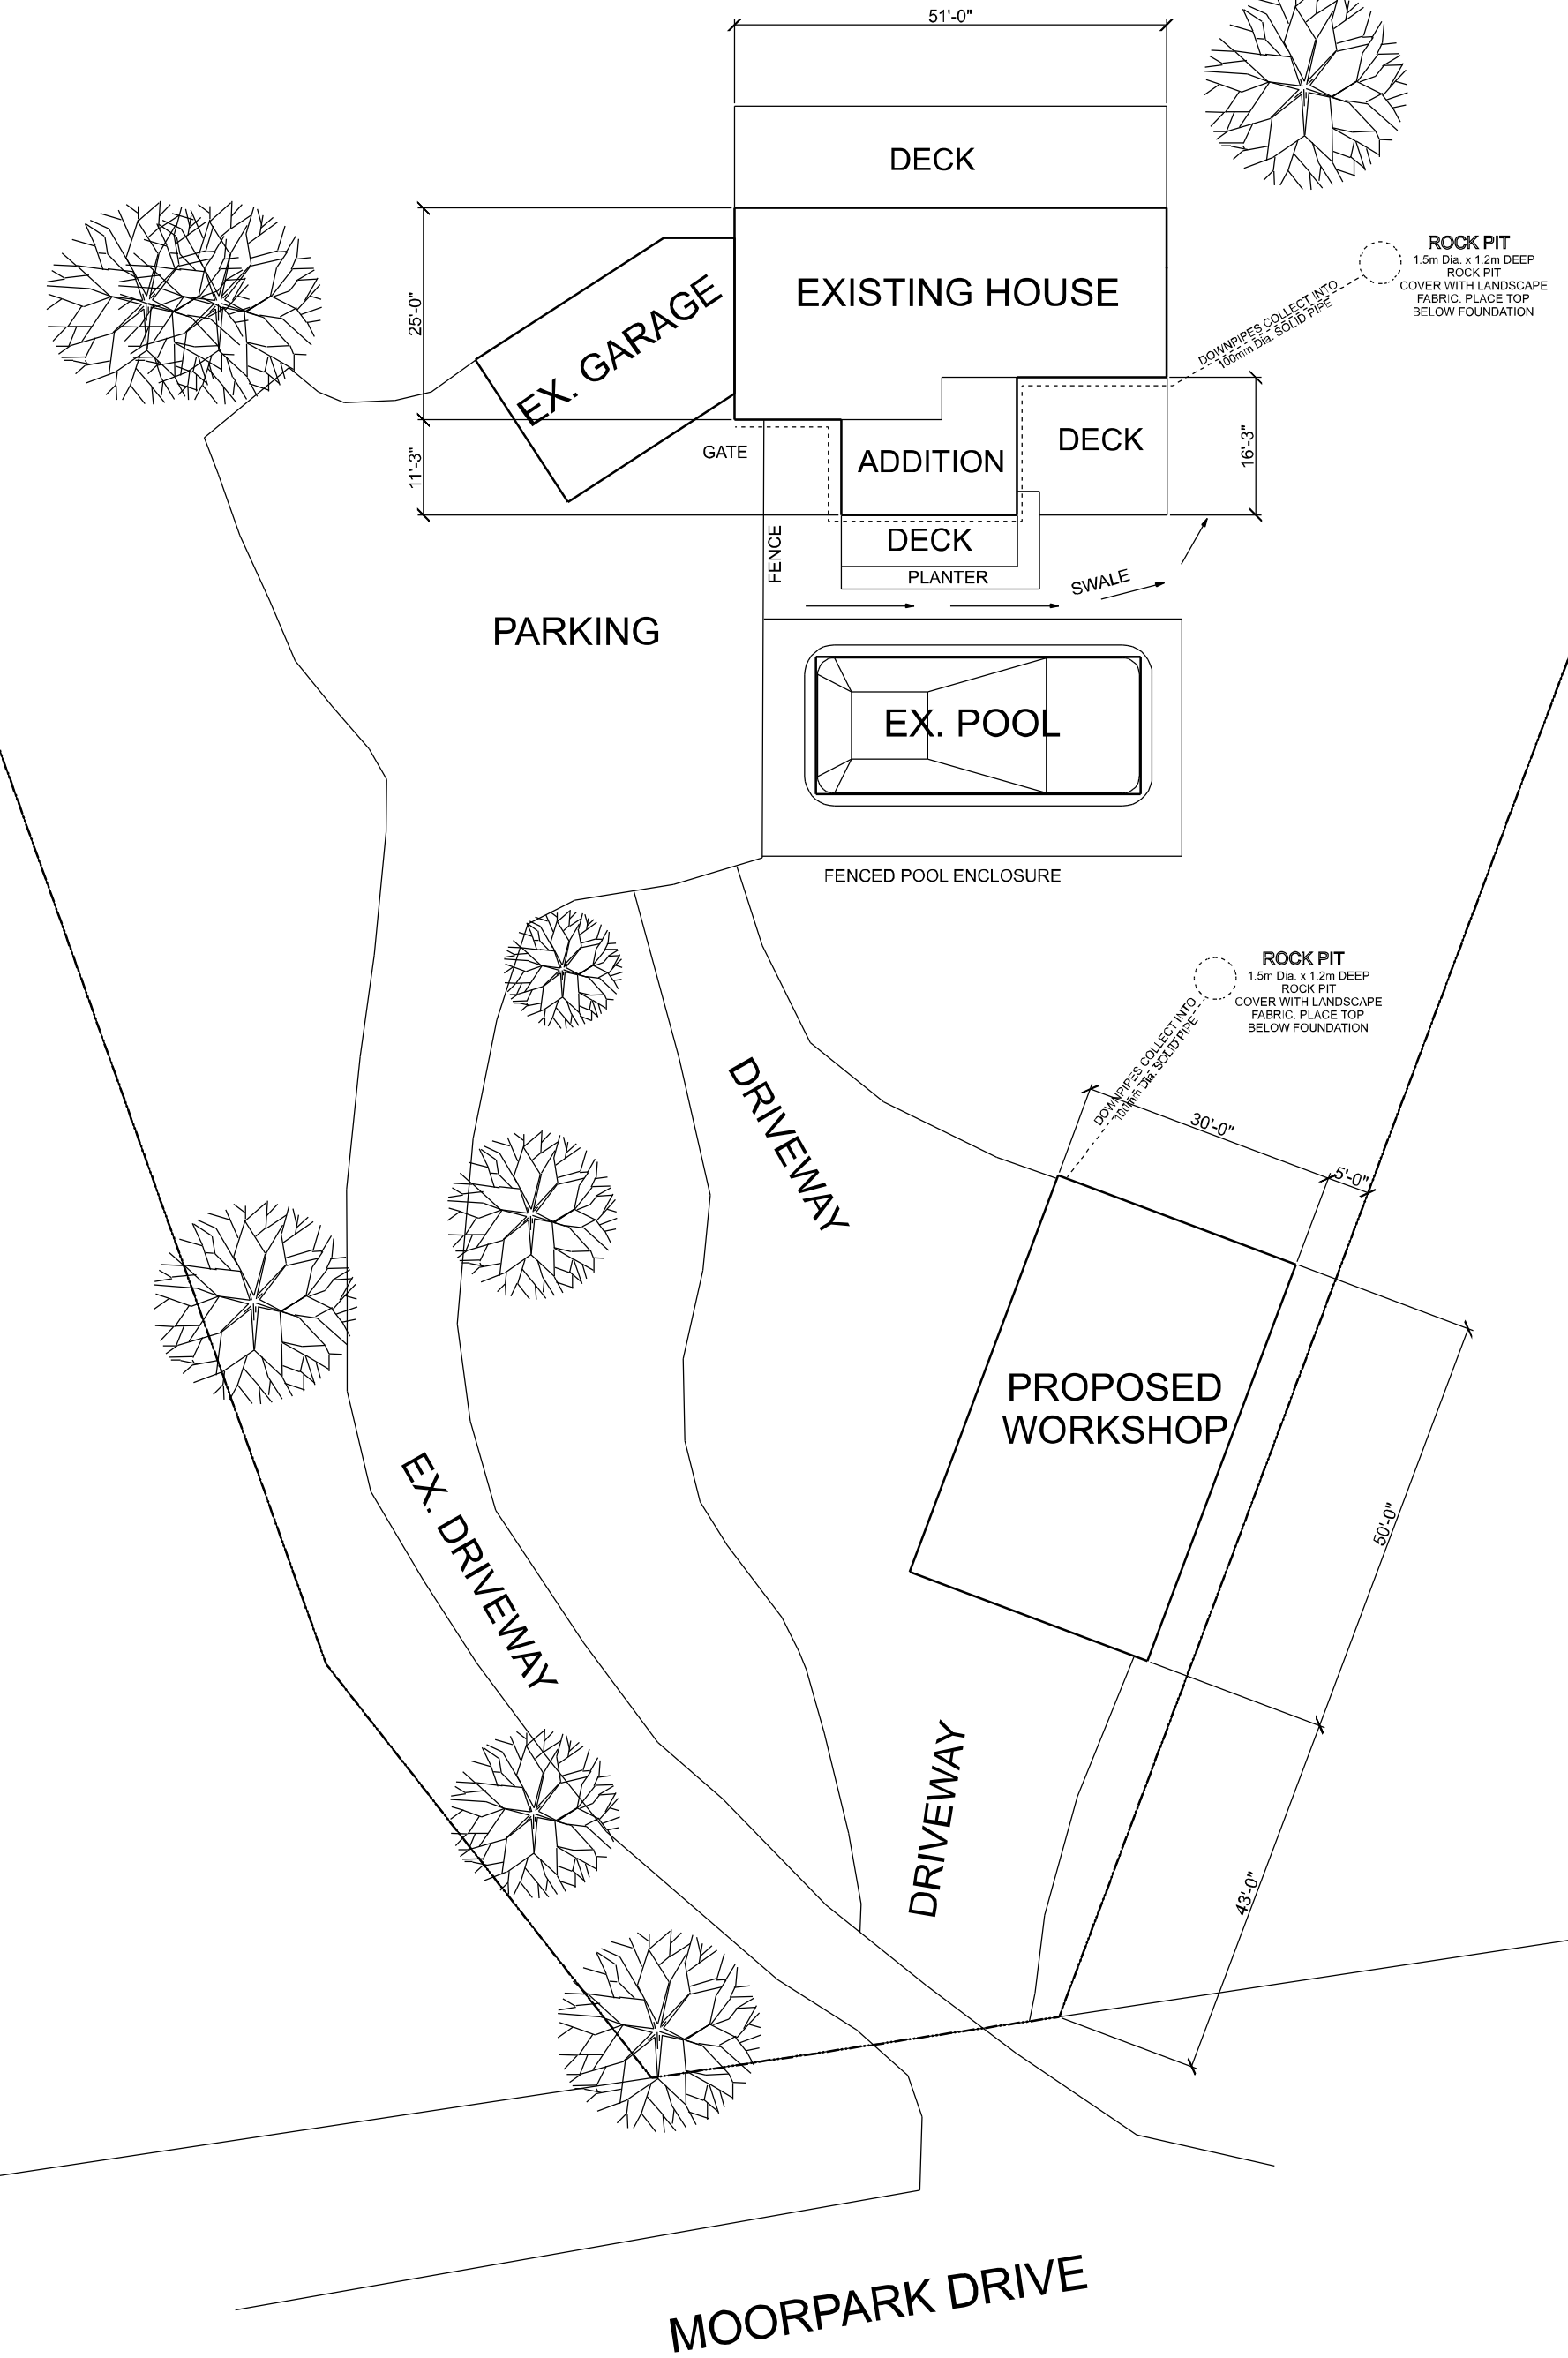 51'-0"
DECK
ROCK PIT
1.5m Dia. x 1.2m DEEP
ROCK PIT
COVER WITH LANDSCAPE
FABRIC. PLACE TOP
BELOW FOUNDATION
DOWNPIPES COLLECT INTO
100mm Dia. SOLID PIPE
EXISTING HOUSE
EX. GARAGE
25'-0"
11'-3"
GATE
ADDITION
DECK
16'-3"
DECK
FENCE
PLANTER
SWALE
PARKING
EX. POOL
FENCED POOL ENCLOSURE
ROCK PIT
1.5m Dia. x 1.2m DEEP
ROCK PIT
COVER WITH LANDSCAPE
FABRIC. PLACE TOP
BELOW FOUNDATION
DOWNPIPES COLLECT INTO
100mm Dia. SOLID PIPE
30'-0"
5'-0"
DRIVEWAY
PROPOSED
WORKSHOP
50'-0"
EX. DRIVEWAY
DRIVEWAY
43'-0"
MOORPARK DRIVE